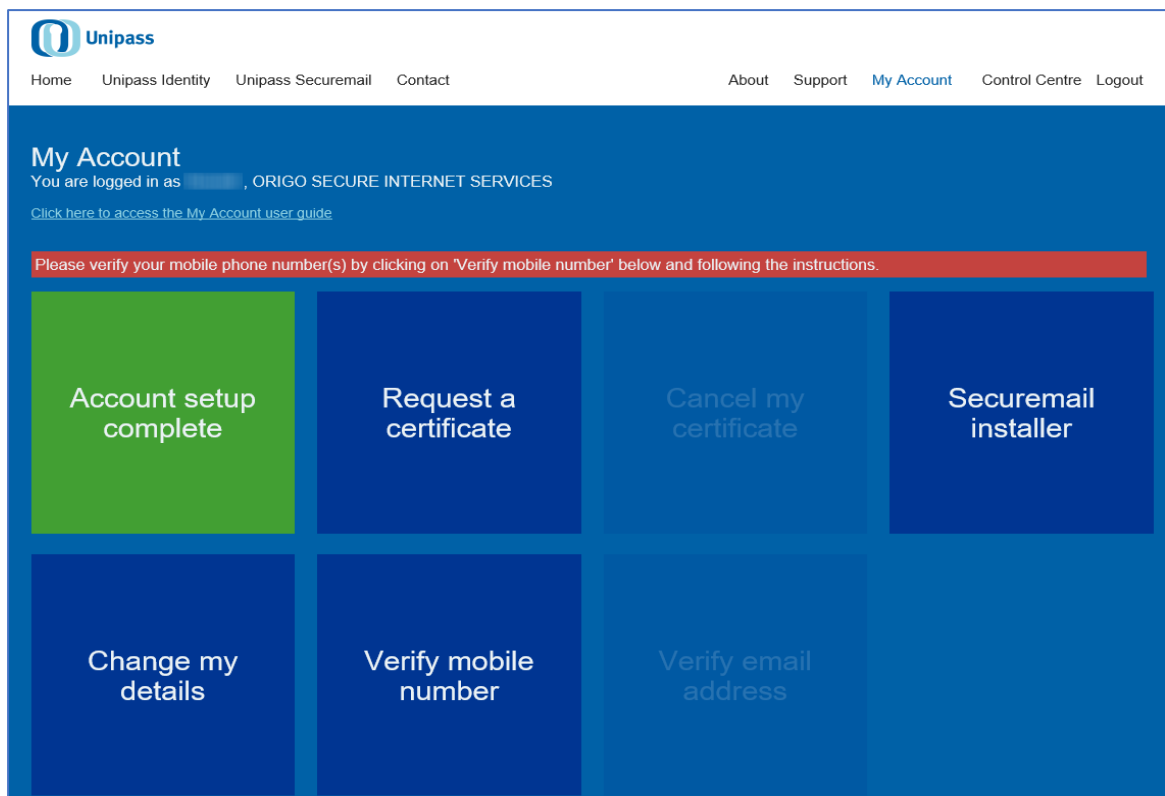 Unipass
Home Unipass Identity Unipass Securemail Contact About Support My Account Control Centre Logout
My Account
You are logged in as , ORIGO SECURE INTERNET SERVICES
Click here to access the My Account user guide
Please verify your mobile phone number(s) by clicking on 'Verify mobile number' below and following the instructions.
Account setup
complete
Request a
certificate
Cancel my
certificate
Securemail
installer
Change my
details
Verify mobile
number
Verify email
address